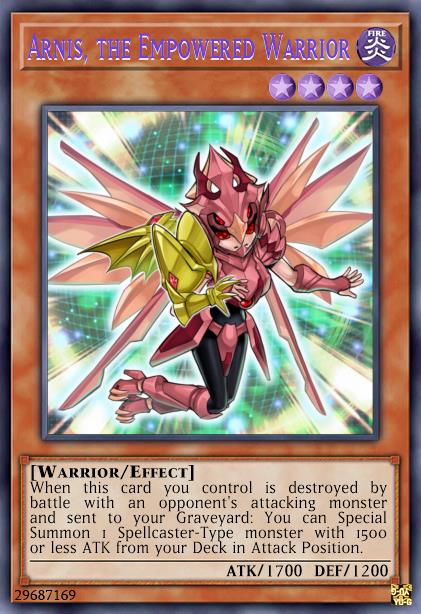 ARNIS, THE EMPOWERED WARRIOR
FIRE
炎
[WARRIOR/EFFECT]
When this card you control is destroyed by
battle with an opponent's attacking monster
and sent to your Graveyard: You can Special
Summon 1 Spellcaster-Type monster with 1500
or less ATK from your Deck in Attack Position.
ATK/1700 DEF/1200
29687169